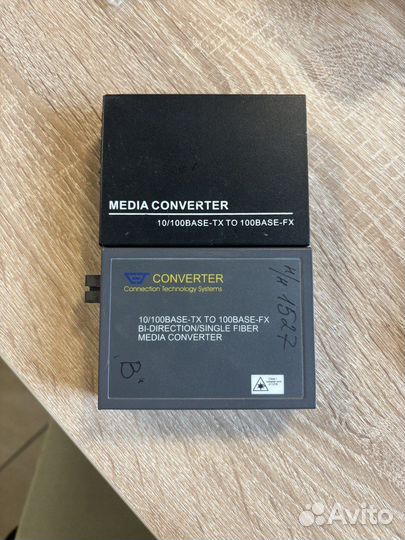 MEDIA CONVERTER
10/100BASE-TX TO 100BASE-FX
CONVERTER
Connection Technology Systems
10/100BASE-TX TO 100BASE-FX
BI-DIRECTION/SINGLE FIBER
MEDIA CONVERTER
И/Н 1527
B
Avito